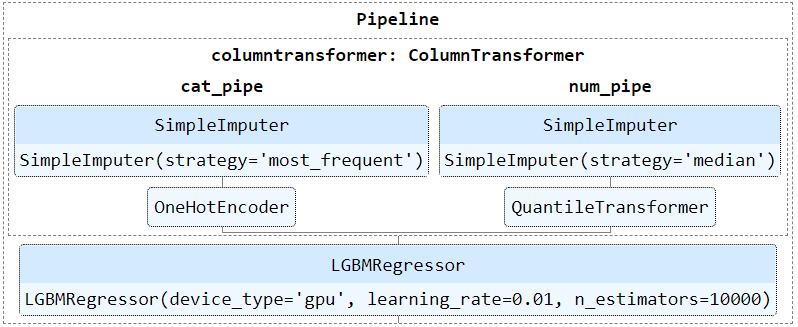 Pipeline
columntransformer: ColumnTransformer
cat_pipe
num_pipe
SimpleImputer
SimpleImputer
SimpleImputer(strategy='most_frequent')
SimpleImputer(strategy='median')
OneHotEncoder
QuantileTransformer
LGBMRegressor
LGBMRegressor(device_type='gpu', learning_rate=0.01, n_estimators=10000)